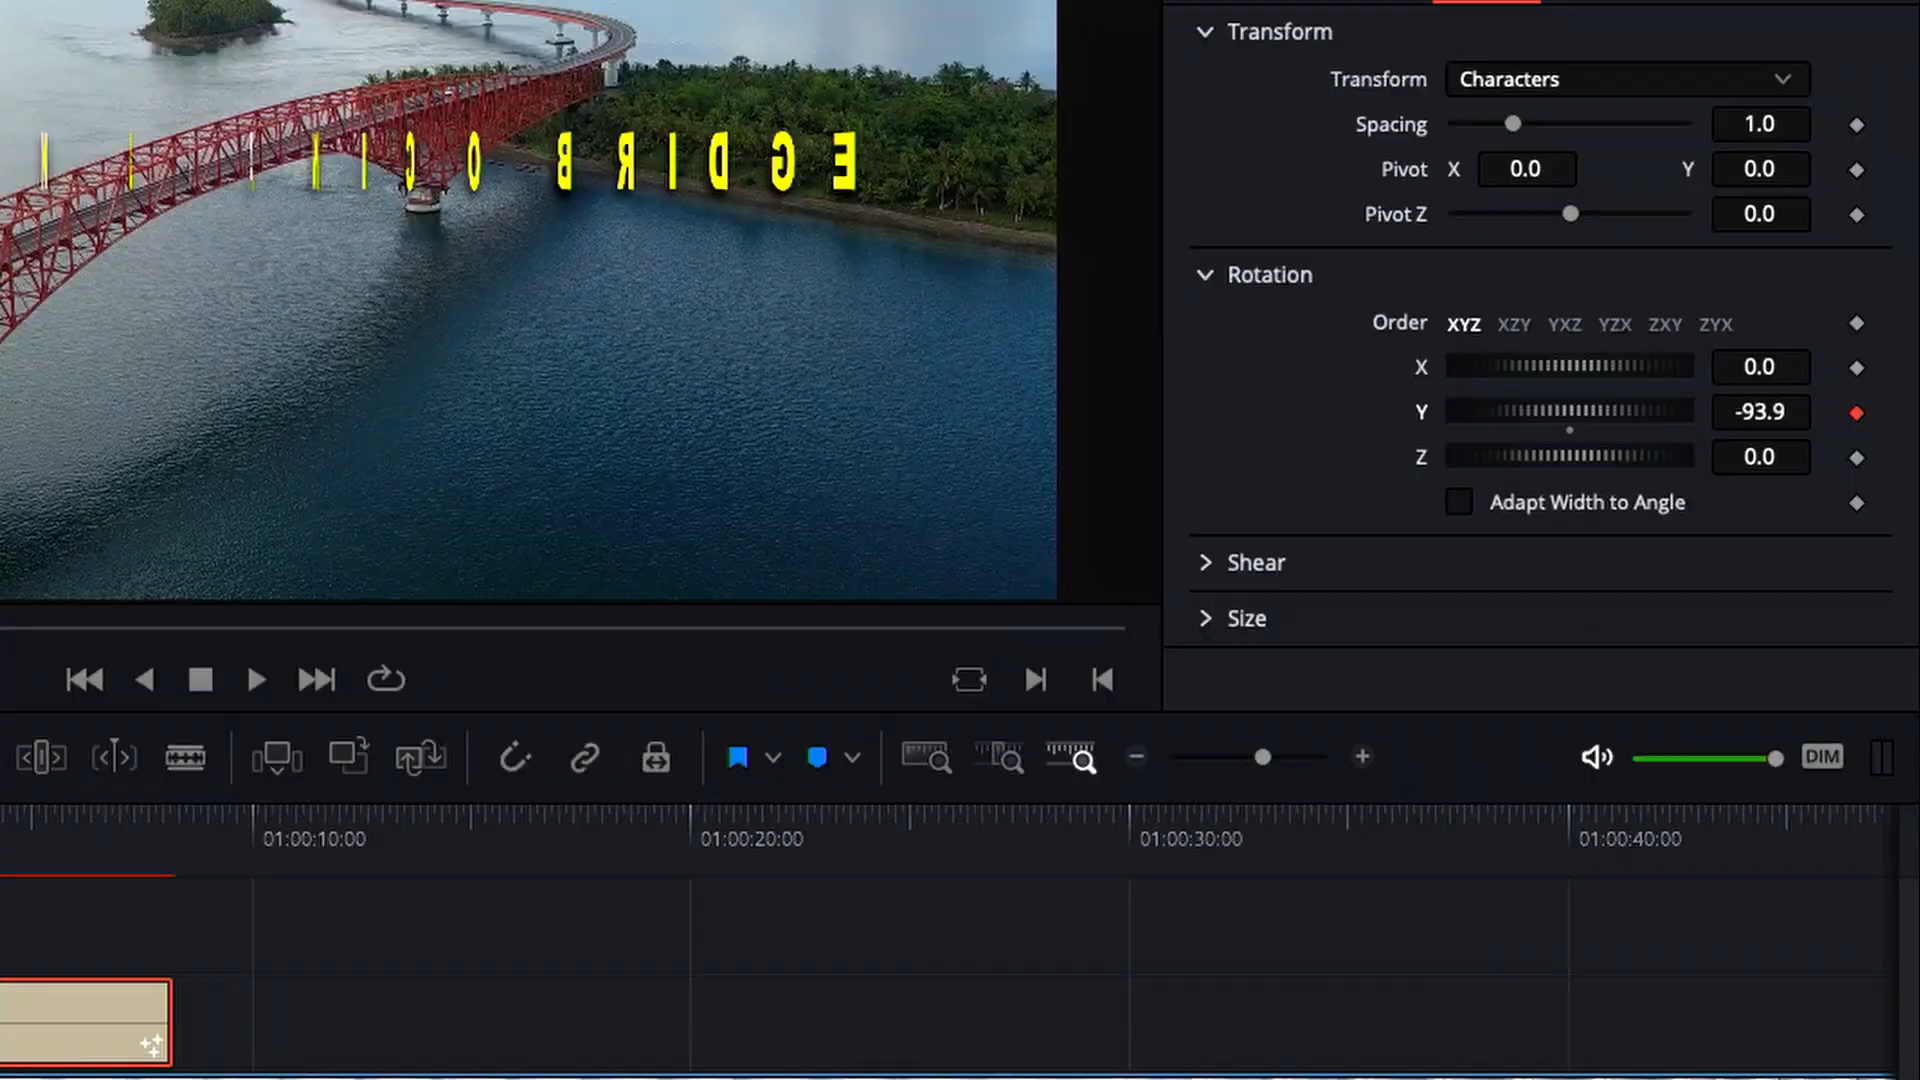 Transform
Transform Characters
Spacing 1.0
Pivot X 0.0 Y 0.0
Pivot Z 0.0
Rotation
Order XYZ XZY YXZ YZX ZXY ZYX
X 0.0
Y -93.9
Z 0.0
Adapt Width to Angle
Shear
Size
I C O B R I D G E
DIM
01:00:10:00 01:00:20:00 01:00:30:00 01:00:40:00